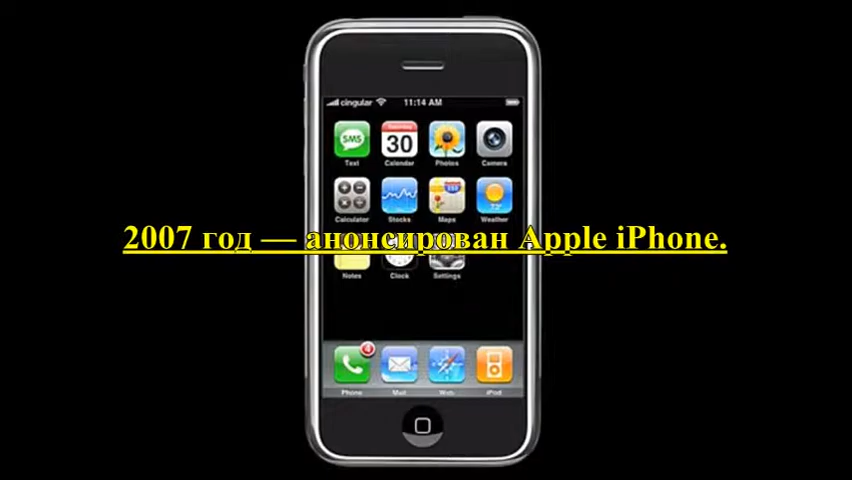 cingular 11:14 AM
SMS 30
Text Calendar Photos Camera
280
Calculator Stocks Maps Weather
2007 год — анонсирован Apple iPhone.
Notes Clock Settings
4
Phone Mail Web iPod